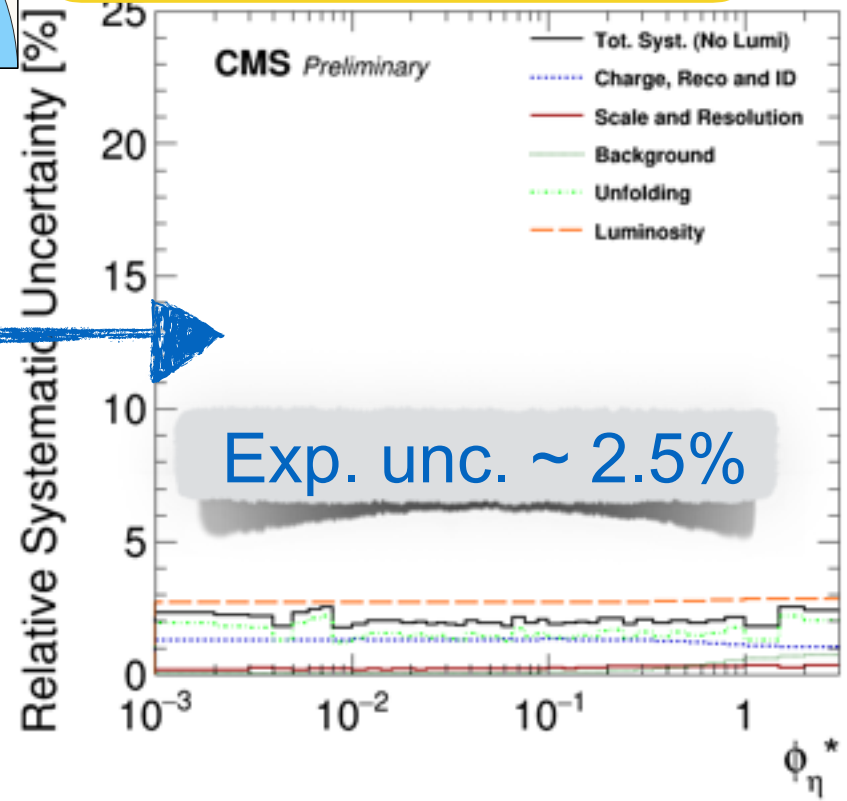 Relative Systematic Uncertainty [%]
25
20
15
10
5
0
CMS Preliminary
Tot. Syst. (No Lumi)
Charge, Reco and ID
Scale and Resolution
Background
Unfolding
Luminosity
Exp. unc. ~ 2.5%
10⁻³
10⁻²
10⁻¹
1
ϕη*